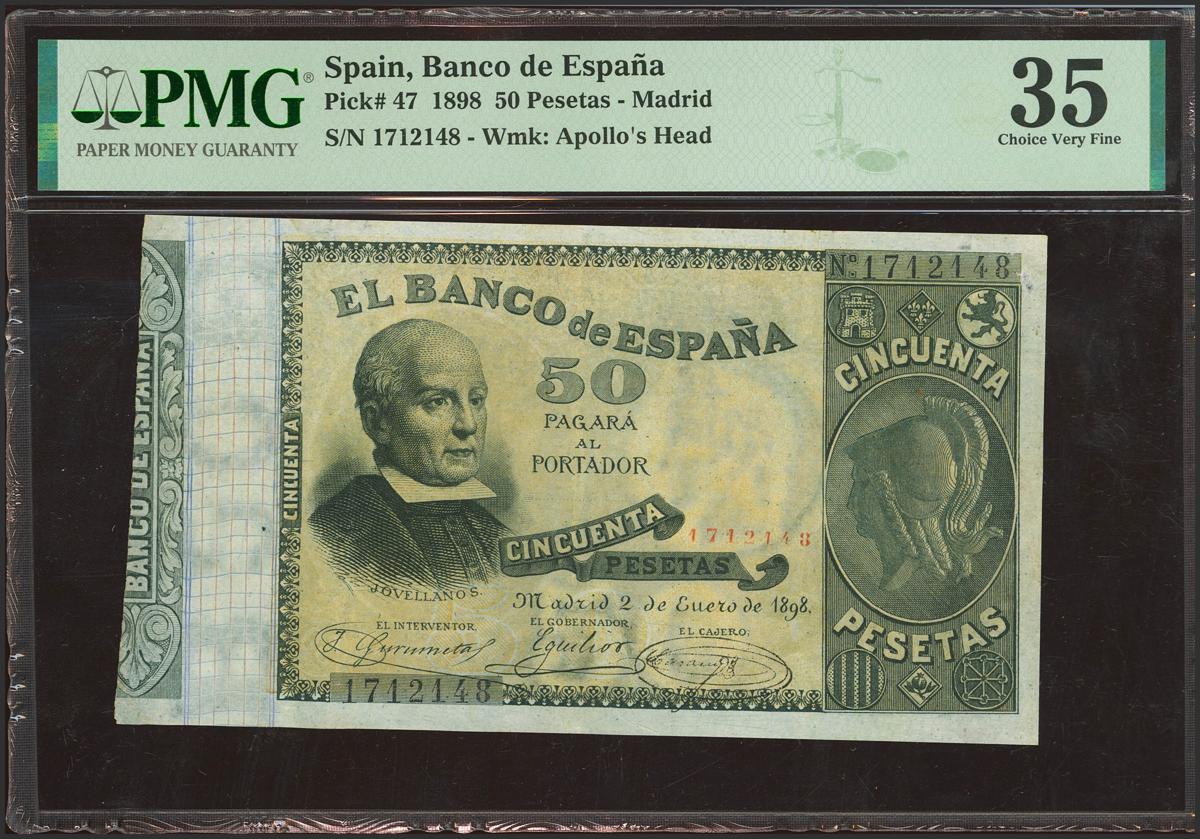 PMG®
PAPER MONEY GUARANTY
Spain, Banco de España
Pick# 47 1898 50 Pesetas - Madrid
S/N 1712148 - Wmk: Apollo's Head
35
Choice Very Fine
BANCO DE ESPAÑA
CINCUENTA
EL BANCO de ESPAÑA
50
PAGARÁ
AL
PORTADOR
CINCUENTA
PESETAS
1712148
JOVELLANOS.
Madrid 2 de Enero de 1898.
EL INTERVENTOR,
EL GOBERNADOR,
EL CAJERO,
1712148
No. 1712148
CINCUENTA
PESETAS